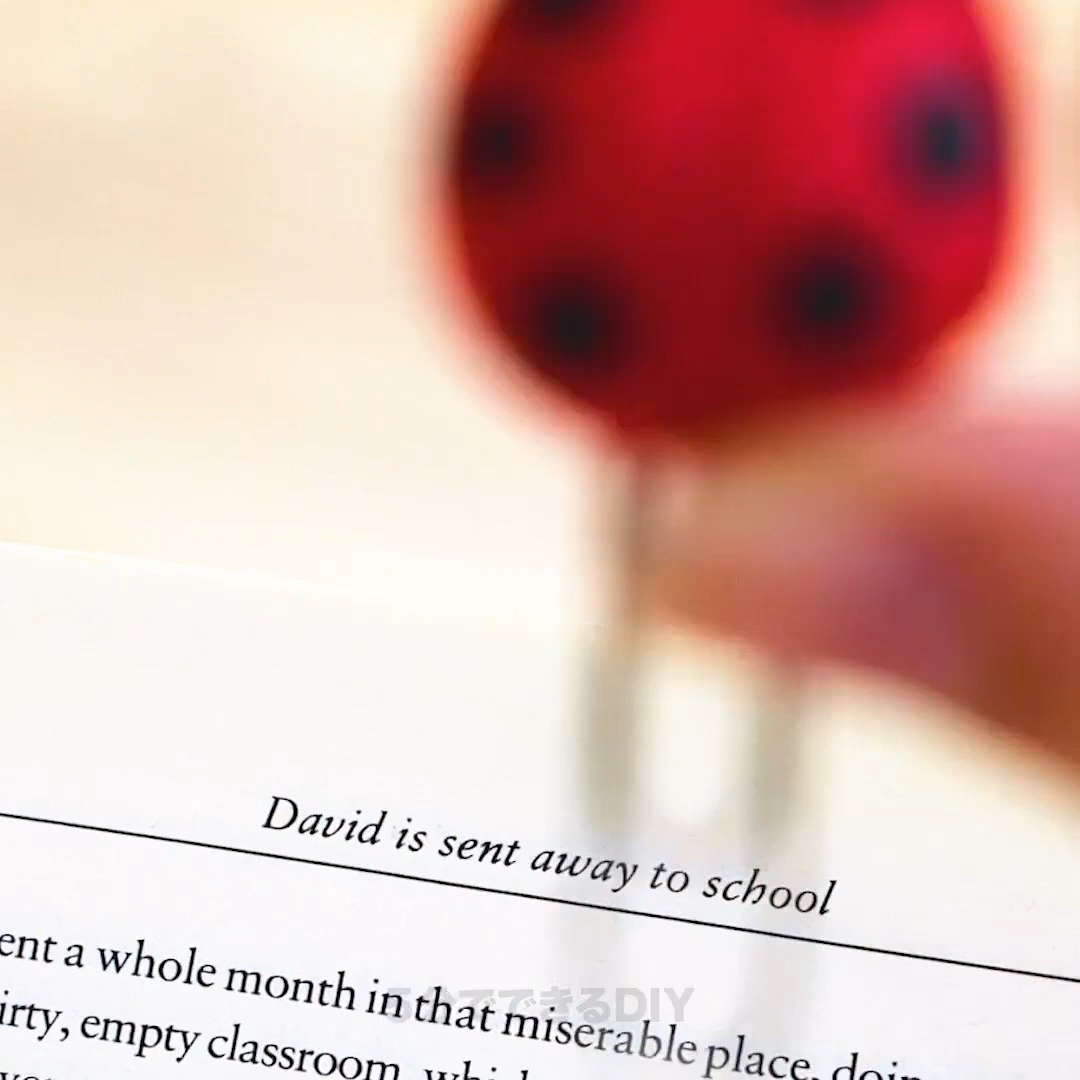 David is sent away to school
ent a whole month in that miserable place, doin
irty, empty classroom, whi
5分でできるDIY